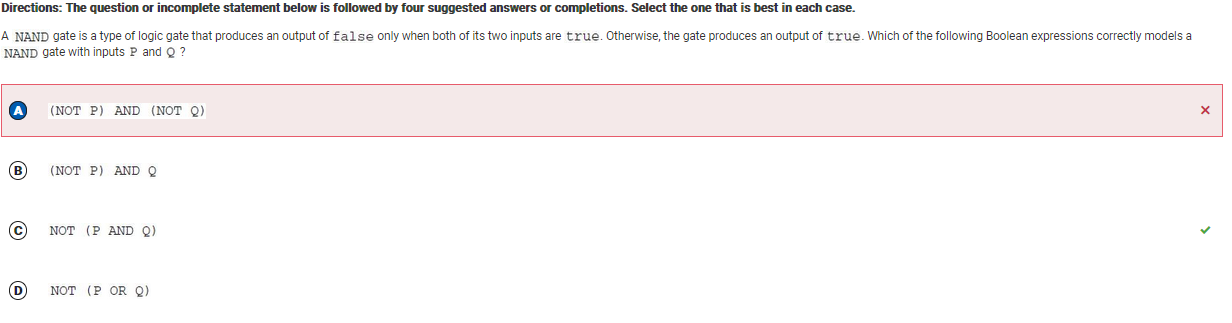 Directions: The question or incomplete statement below is followed by four suggested answers or completions. Select the one that is best in each case.
A NAND gate is a type of logic gate that produces an output of false only when both of its two inputs are true. Otherwise, the gate produces an output of true. Which of the following Boolean expressions correctly models a
NAND gate with inputs P and Q ?
A (NOT P) AND (NOT Q)
B (NOT P) AND Q
C NOT (P AND Q)
D NOT (P OR Q)